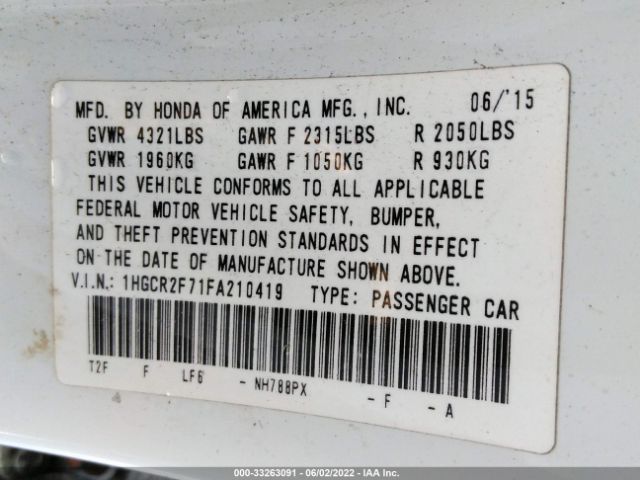 MFD. BY HONDA OF AMERICA MFG., INC. 06/'15
GVWR 4321LBS GAWR F 2315LBS R 2050LBS
GVWR 1960KG GAWR F 1050KG R 930KG
THIS VEHICLE CONFORMS TO ALL APPLICABLE
FEDERAL MOTOR VEHICLE SAFETY, BUMPER,
AND THEFT PREVENTION STANDARDS IN EFFECT
ON THE DATE OF MANUFACTURE SHOWN ABOVE.
V.I.N.: 1HGCR2F71FA210419 TYPE: PASSENGER CAR
T2F F LF6 - NH788PX - F - A
000-33263091 - 06/02/2022 - IAA Inc.